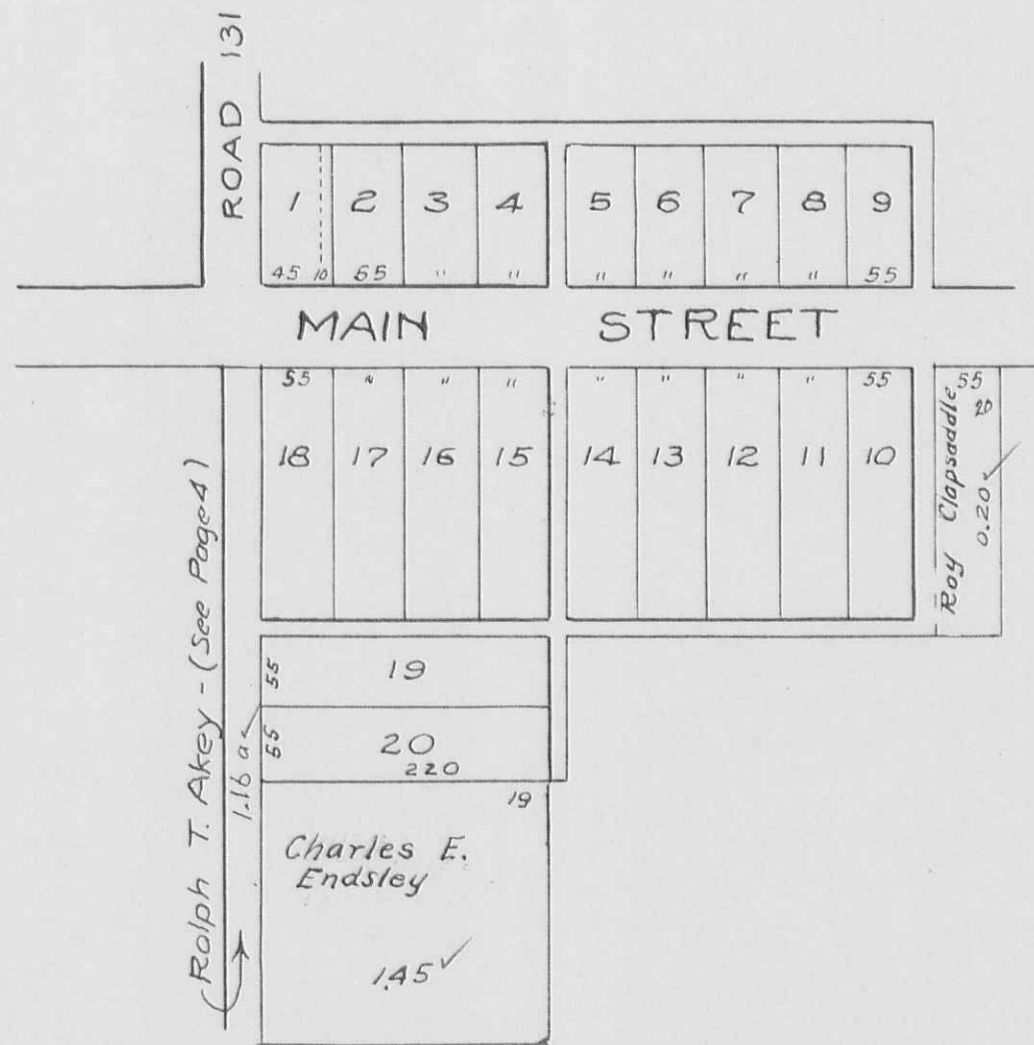 ROAD 131
1 2 3 4 5 6 7 8 9
45 10 55 " " " " " " 55
MAIN STREET
55 " " " " " " " 55 55
20
18 17 16 15 14 13 12 11 10
Roy Clapsaddle
0.20 ✓
Rolph T. Akey - (See Page 4)
1.16 a ✓
55 19
55 20
220
19
Charles E.
Endsley
1.45 ✓